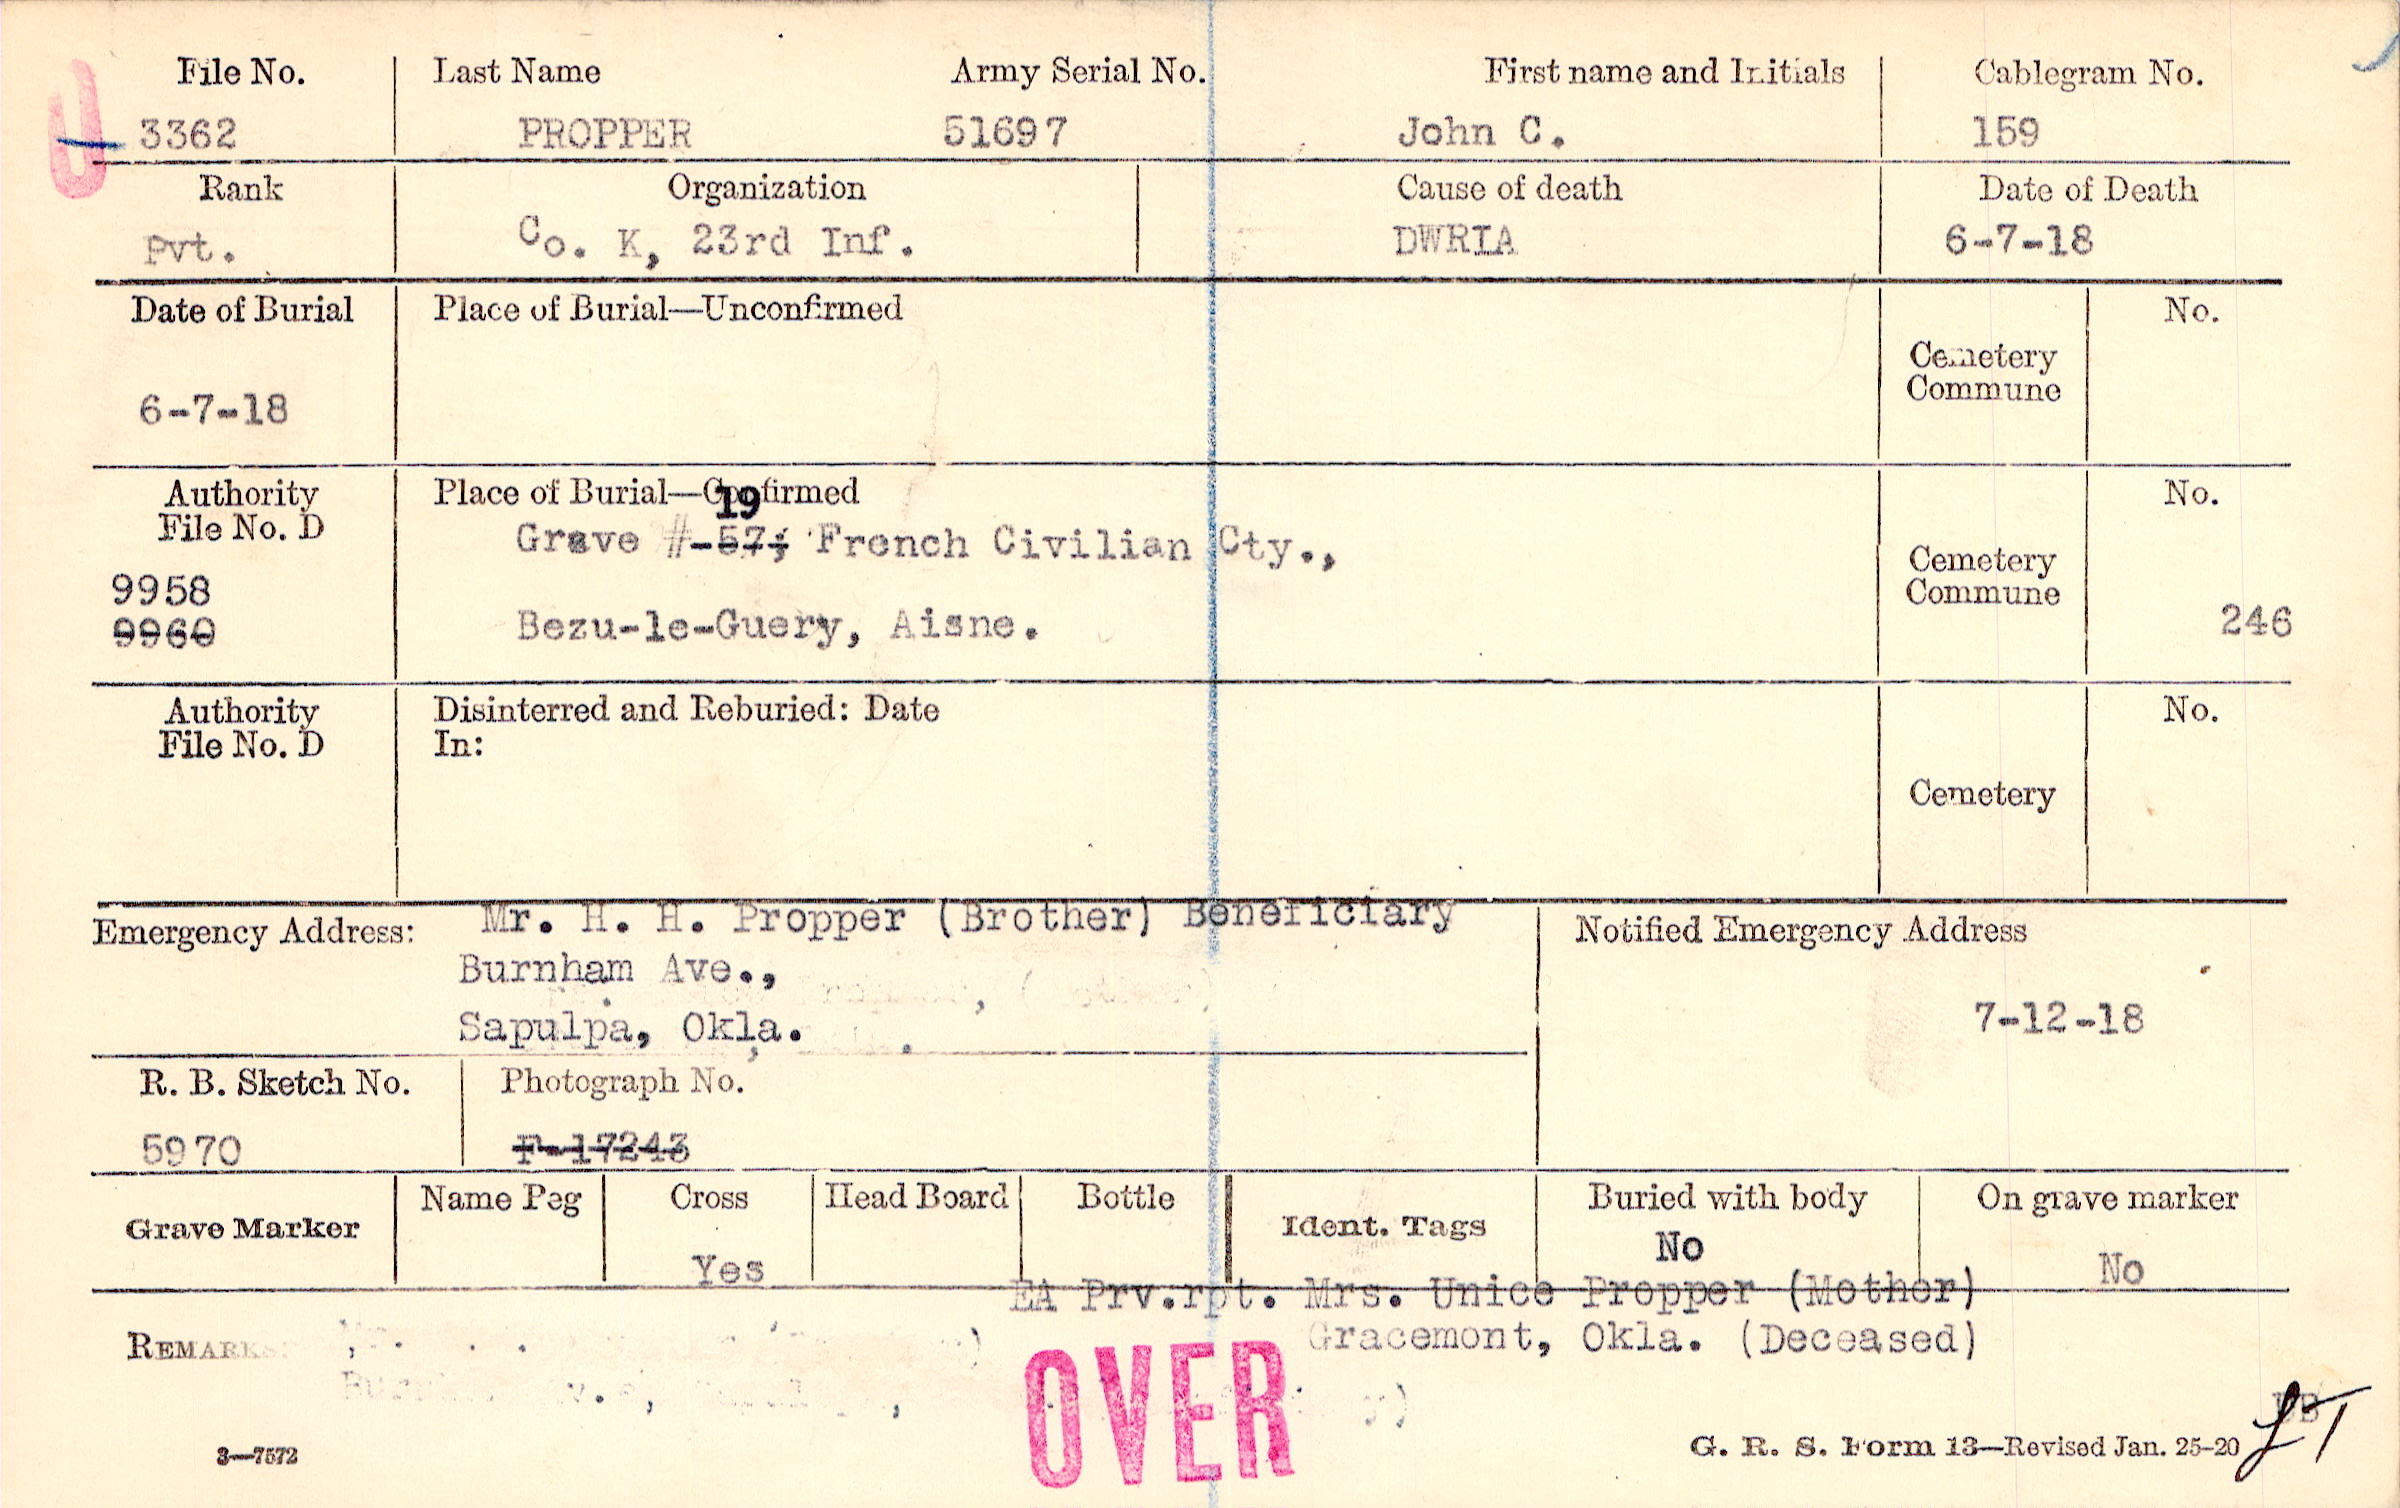 File No. Last Name Army Serial No. First name and Initials Cablegram No.
3362 PROPPER 51697 John C. 159
Rank Organization Cause of death Date of Death
Pvt. Co. K, 23rd Inf. DWRIA 6-7-18
Date of Burial Place of Burial—Unconfirmed No.
Cemetery
Commune
6-7-18
Authority Place of Burial—Confirmed No.
File No. D
19
Grave #-57; French Civilian Cty.,
Cemetery
Commune
9958
9960 Bezu-le-Guery, Aisne. 246
Authority Disinterred and Reburied: Date No.
File No. D In:
Cemetery
Emergency Address: Mr. H. H. Propper (Brother) Beneficiary Notified Emergency Address
Burnham Ave.,
Sapulpa, Okla. 7-12-18
R. B. Sketch No. Photograph No.
5970 F-17243
Grave Marker Name Peg Cross Head Board Bottle Ident. Tags Buried with body On grave marker
Yes No No
EA Prv.rpt. Mrs. Unice Propper (Mother)
REMARKS: Gracemont, Okla. (Deceased)
OVER
3—7572 G. R. S. Form 13—Revised Jan. 25-20